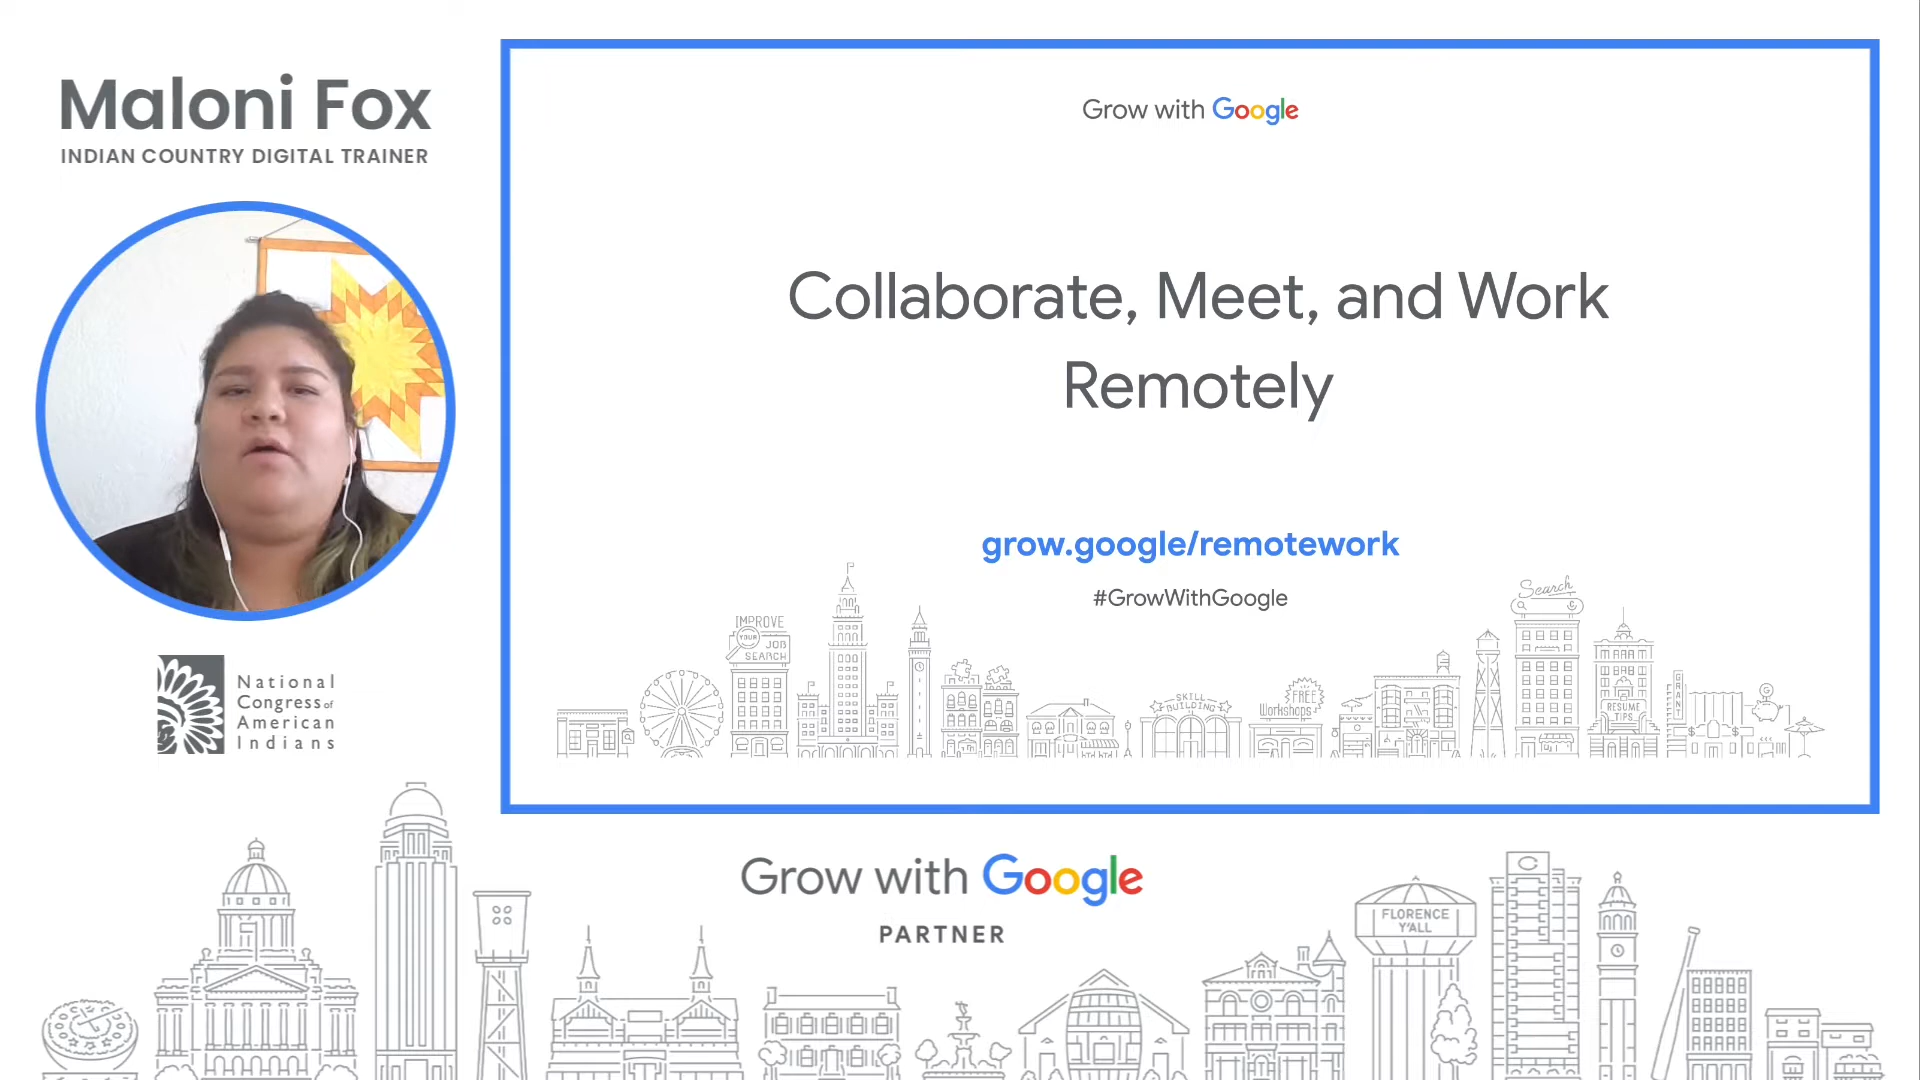 Maloni Fox
INDIAN COUNTRY DIGITAL TRAINER
National
Congress of
American
Indians
Grow with Google
Collaborate, Meet, and Work
Remotely
grow.google/remotework
#GrowWithGoogle
IMPROVE
YOUR
JOB
SEARCH
SKILL
BUILDING
FREE
Workshops
Search
RESUME
TIPS
GRANT
Grow with Google
PARTNER
FLORENCE
Y'ALL